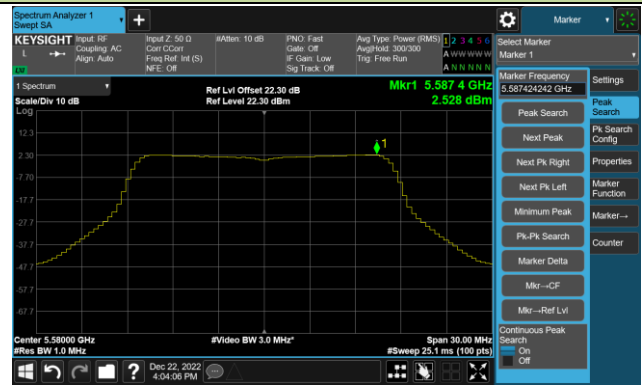 Spectrum Analyzer 1
Swept SA
KEYSIGHT
L
Input: RF
Coupling: AC
Align: Auto
Input Z: 50 Ω
Corr CCorr
Freq Ref: Int (S)
NFE: Off
#Atten: 10 dB
PNO: Fast
Gate: Off
IF Gain: Low
Sig Track: Off
Avg Type: Power (RMS)
Avg|Hold: 300/300
Trig: Free Run
1 2 3 4 5 6
A W W W W W
A N N N N N
1 Spectrum
Scale/Div 10 dB
Log
Ref Lvl Offset 22.30 dB
Ref Level 22.30 dBm
Mkr1 5.587 4 GHz
2.528 dBm
12.3
2.30
-7.70
-17.7
-27.7
-37.7
-47.7
-57.7
-67.7
1
Center 5.58000 GHz
#Res BW 1.0 MHz
#Video BW 3.0 MHz*
Span 30.00 MHz
#Sweep 25.1 ms (100 pts)
Dec 22, 2022
4:04:06 PM
Marker
Select Marker
Marker 1
Marker Frequency
5.587424242 GHz
Peak Search
Next Peak
Next Pk Right
Next Pk Left
Minimum Peak
Pk-Pk Search
Marker Delta
Mkr→CF
Mkr→Ref Lvl
Continuous Peak
Search
On
Off
Settings
Peak
Search
Pk Search
Config
Properties
Marker
Function
Marker→
Counter